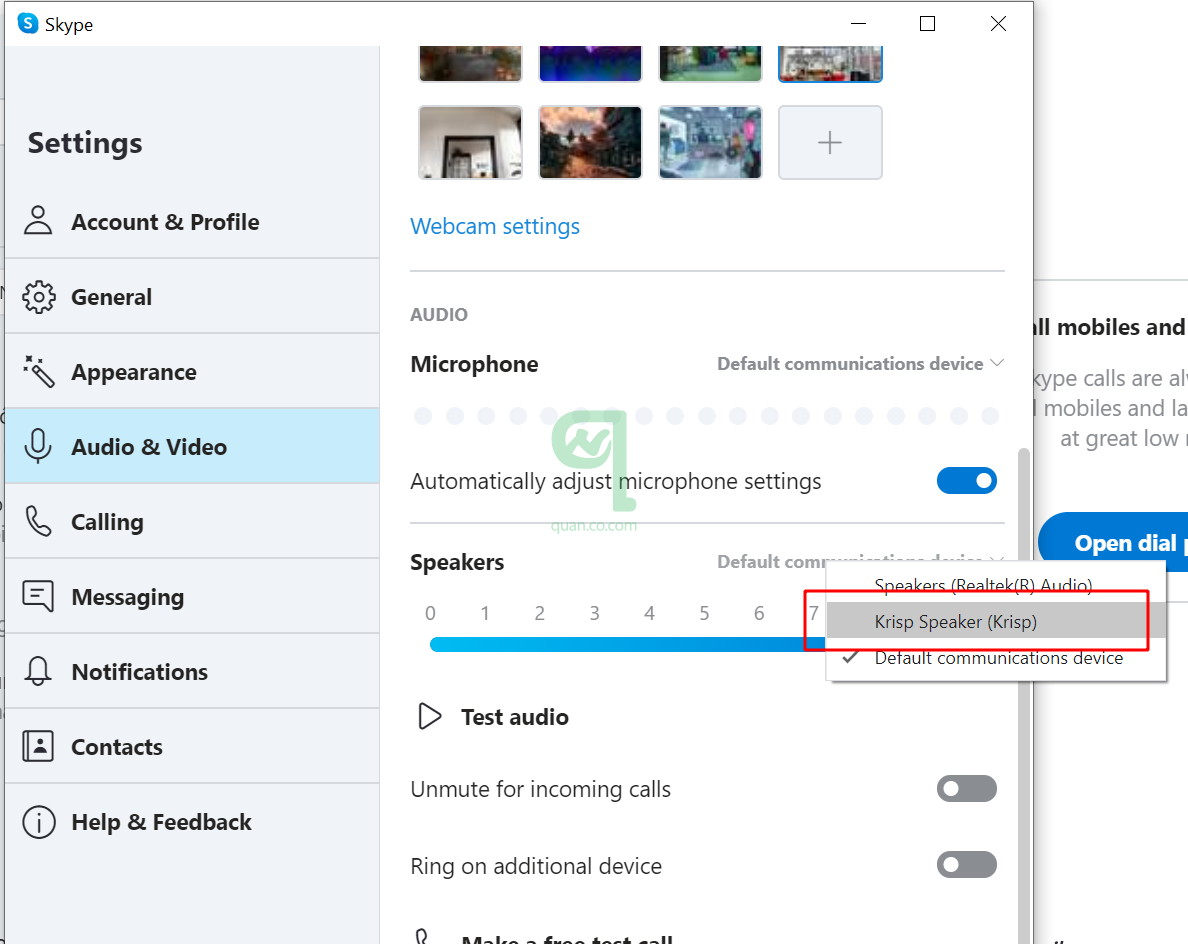 Skype
Settings
Account & Profile
General
Appearance
Audio & Video
Calling
Messaging
Notifications
Contacts
Help & Feedback
Webcam settings
AUDIO
Microphone
Default communications device
Automatically adjust microphone settings
quan.co.com
Speakers
Default communications device
0 1 2 3 4 5 6 7
Speakers (Realtek(R) Audio)
Krisp Speaker (Krisp)
Default communications device
Test audio
Unmute for incoming calls
Ring on additional device
Make a free test call
all mobiles and
kype calls are al
mobiles and la
at great low
Open dial p